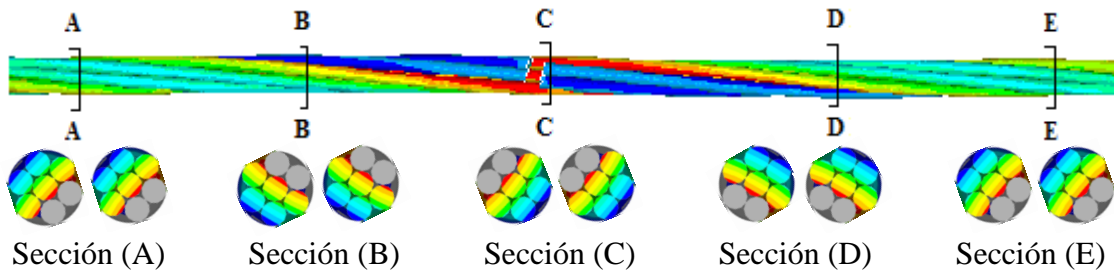 A B C D E
A B C D E
Sección (A) Sección (B) Sección (C) Sección (D) Sección (E)